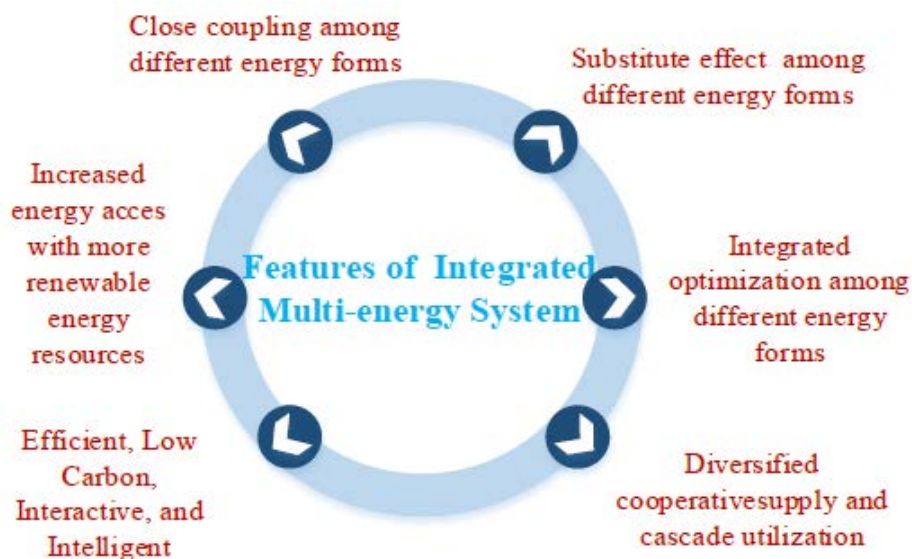 Close coupling among
different energy forms
Substitute effect among
different energy forms
Increased
energy acces
with more
renewable
energy
resources
Features of Integrated
Multi-energy System
Integrated
optimization among
different energy
forms
Efficient, Low
Carbon,
Interactive, and
Intelligent
Diversified
cooperativesupply and
cascade utilization